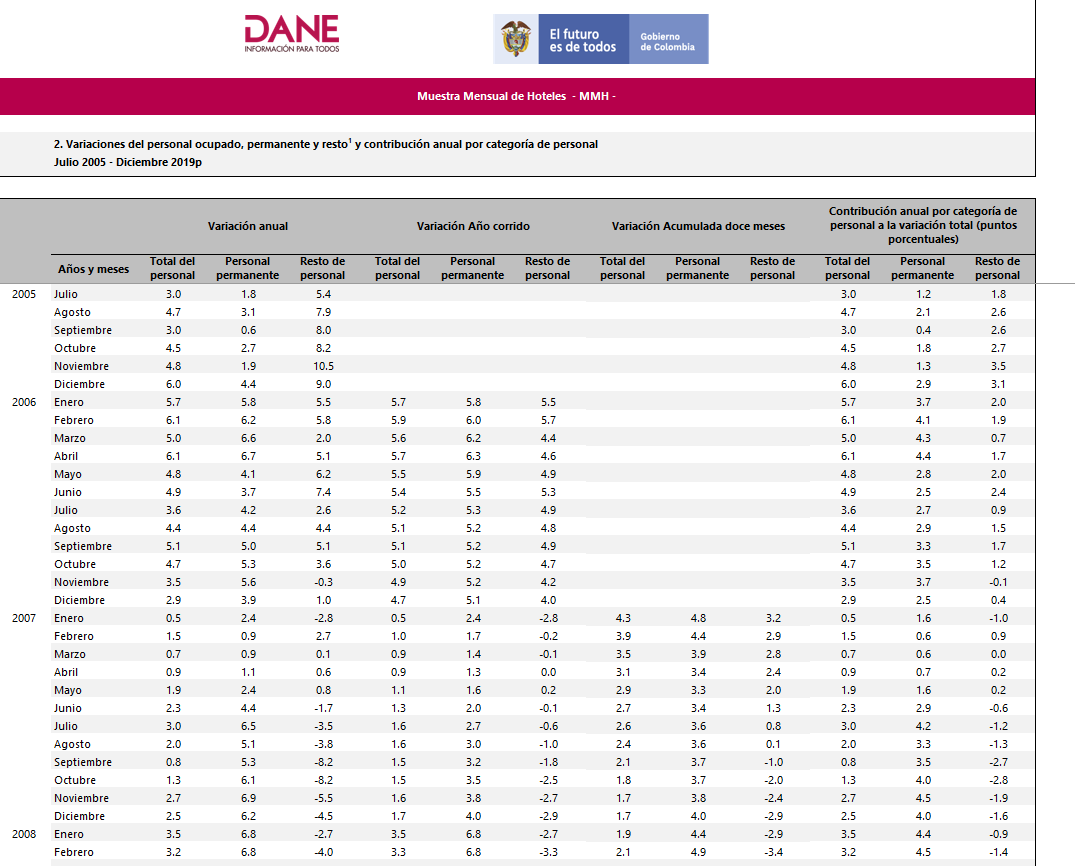 DANE
INFORMACIÓN PARA TODOS
El futuro
es de todos
Gobierno
de Colombia
Muestra Mensual de Hoteles - MMH -
2. Variaciones del personal ocupado, permanente y resto¹ y contribución anual por categoría de personal
Julio 2005 - Diciembre 2019p
Años y meses
Variación anual
Variación Año corrido
Variación Acumulada doce meses
Contribución anual por categoría de
personal a la variación total (puntos
porcentuales)
Total del personal Personal permanente Resto de personal Total del personal Personal permanente Resto de personal Total del personal Personal permanente Resto de personal Total del personal Personal permanente Resto de personal
2005 Julio 3.0 1.8 5.4 3.0 1.2 1.8
Agosto 4.7 3.1 7.9 4.7 2.1 2.6
Septiembre 3.0 0.6 8.0 3.0 0.4 2.6
Octubre 4.5 2.7 8.2 4.5 1.8 2.7
Noviembre 4.8 1.9 10.5 4.8 1.3 3.5
Diciembre 6.0 4.4 9.0 6.0 2.9 3.1
2006 Enero 5.7 5.8 5.5 5.7 5.8 5.5 5.7 3.7 2.0
Febrero 6.1 6.2 5.8 5.9 6.0 5.7 6.1 4.1 1.9
Marzo 5.0 6.6 2.0 5.6 6.2 4.4 5.0 4.3 0.7
Abril 6.1 6.7 5.1 5.7 6.3 4.6 6.1 4.4 1.7
Mayo 4.8 4.1 6.2 5.5 5.9 4.9 4.8 2.8 2.0
Junio 4.9 3.7 7.4 5.4 5.5 5.3 4.9 2.5 2.4
Julio 3.6 4.2 2.6 5.2 5.3 4.9 3.6 2.7 0.9
Agosto 4.4 4.4 4.4 5.1 5.2 4.8 4.4 2.9 1.5
Septiembre 5.1 5.0 5.1 5.1 5.2 4.9 5.1 3.3 1.7
Octubre 4.7 5.3 3.6 5.0 5.2 4.7 4.7 3.5 1.2
Noviembre 3.5 5.6 -0.3 4.9 5.2 4.2 3.5 3.7 -0.1
Diciembre 2.9 3.9 1.0 4.7 5.1 4.0 2.9 2.5 0.4
2007 Enero 0.5 2.4 -2.8 0.5 2.4 -2.8 4.3 4.8 3.2 0.5 1.6 -1.0
Febrero 1.5 0.9 2.7 1.0 1.7 -0.2 3.9 4.4 2.9 1.5 0.6 0.9
Marzo 0.7 0.9 0.1 0.9 1.4 -0.1 3.5 3.9 2.8 0.7 0.6 0.0
Abril 0.9 1.1 0.6 0.9 1.3 0.0 3.1 3.4 2.4 0.9 0.7 0.2
Mayo 1.9 2.4 0.8 1.1 1.6 0.2 2.9 3.3 2.0 1.9 1.6 0.2
Junio 2.3 4.4 -1.7 1.3 2.0 -0.1 2.7 3.4 1.3 2.3 2.9 -0.6
Julio 3.0 6.5 -3.5 1.6 2.7 -0.6 2.6 3.6 0.8 3.0 4.2 -1.2
Agosto 2.0 5.1 -3.8 1.6 3.0 -1.0 2.4 3.6 0.1 2.0 3.3 -1.3
Septiembre 0.8 5.3 -8.2 1.5 3.2 -1.8 2.1 3.7 -1.0 0.8 3.5 -2.7
Octubre 1.3 6.1 -8.2 1.5 3.5 -2.5 1.8 3.7 -2.0 1.3 4.0 -2.8
Noviembre 2.7 6.9 -5.5 1.6 3.8 -2.7 1.7 3.8 -2.4 2.7 4.5 -1.9
Diciembre 2.5 6.2 -4.5 1.7 4.0 -2.9 1.7 4.0 -2.9 2.5 4.0 -1.6
2008 Enero 3.5 6.8 -2.7 3.5 6.8 -2.7 1.9 4.4 -2.9 3.5 4.4 -0.9
Febrero 3.2 6.8 -4.0 3.3 6.8 -3.3 2.1 4.9 -3.4 3.2 4.5 -1.4